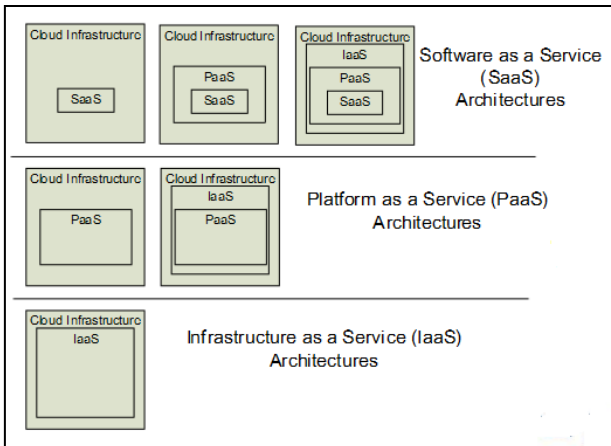 Cloud Infrastructure
SaaS
Cloud Infrastructure
PaaS
SaaS
Cloud Infrastructure
IaaS
PaaS
SaaS
Software as a Service
(SaaS)
Architectures
Cloud Infrastructure
PaaS
Cloud Infrastructure
IaaS
PaaS
Platform as a Service (PaaS)
Architectures
Cloud Infrastructure
IaaS
Infrastructure as a Service (IaaS)
Architectures